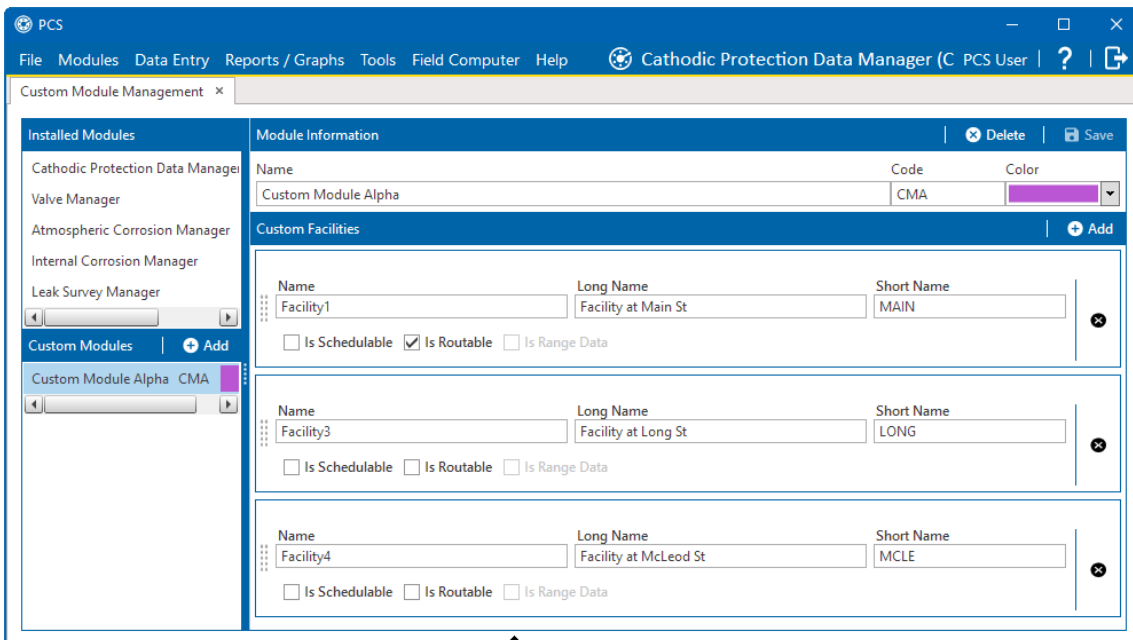 PCS
File Modules Data Entry Reports / Graphs Tools Field Computer Help Cathodic Protection Data Manager (C PCS User | ? |
Custom Module Management ×
Installed Modules
Cathodic Protection Data Manager
Valve Manager
Atmospheric Corrosion Manager
Internal Corrosion Manager
Leak Survey Manager
Custom Modules | Add
Custom Module Alpha CMA
Module Information | Delete | Save
Name Code Color
Custom Module Alpha CMA
Custom Facilities | Add
Name Long Name Short Name
Facility1 Facility at Main St MAIN
Is Schedulable Is Routable Is Range Data
Name Long Name Short Name
Facility3 Facility at Long St LONG
Is Schedulable Is Routable Is Range Data
Name Long Name Short Name
Facility4 Facility at McLeod St MCLE
Is Schedulable Is Routable Is Range Data